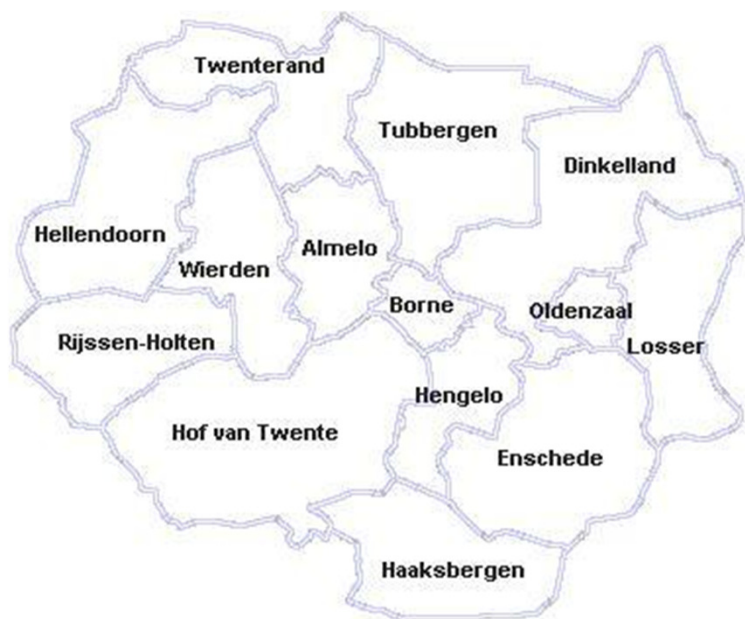 Twenterand
Tubbergen
Dinkelland
Hellendoorn
Almelo
Wierden
Borne
Oldenzaal
Rijssen-Holten
Losser
Hengelo
Hof van Twente
Enschede
Haaksbergen